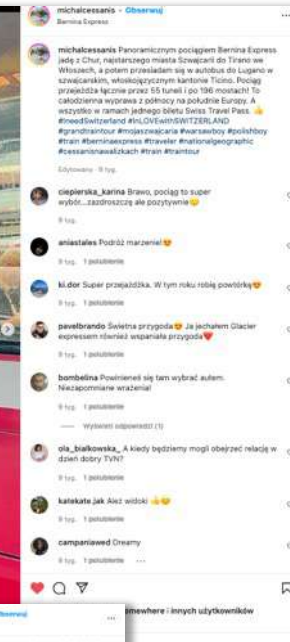 michalcessanis · Obserwuj
Bernina Express
michalcessanis Panoramicznym pociągiem Bernina Express
jadę z Chur, najstarszego miasta Szwajcarii do Tirano we
Włoszech, a potem przesiadam się w autobus do Lugano w
szwajcarskim, włoskojęzycznym kantonie Ticino. Pociąg
przejeżdża łącznie przez 55 tuneli i po 196 mostach! To
całodzienna wyprawa z północy na południe Europy. A
wszystko w ramach jednego biletu Swiss Travel Pass. 👍
#IneedSwitzerland #inLOVEwithSWITZERLAND
#grandtraintour #mojaszwajcaria #warsawboy #polishboy
#train #berninaexpress #traveler #nationalgeographic
#cessanisnawalizkach #train #traintour
Edytowany · 9 tyg.
ciepierska_karina Brawo, pociąg to super
wybór...zazdroszczę ale pozytywnie
9 tyg.
aniastales Podróż marzenie!😍
9 tyg. 1 polubienie
ki.dor Super przejażdżka. W tym roku robię powtórkę😍
9 tyg. 1 polubienie
pavelbrando Świetna przygoda😍 Ja jechałem Glacier
expressem również wspaniała przygoda❤️
9 tyg. 1 polubienie
bombelina Powinieneś się tam wybrać autem.
Niezapomniane wrażenia!
9 tyg. 1 polubienie
Wyświetl odpowiedzi (1)
ola_bialkowska_ A kiedy będziemy mogli obejrzeć relację w
dzień dobry TVN?
9 tyg. 1 polubienie
katekate.jak Ależ widoki 👍😍
9 tyg. 1 polubienie
campaniawed Dreamy
9 tyg. 1 polubienie ...
omewhere i innych użytkowników
Obserwuj